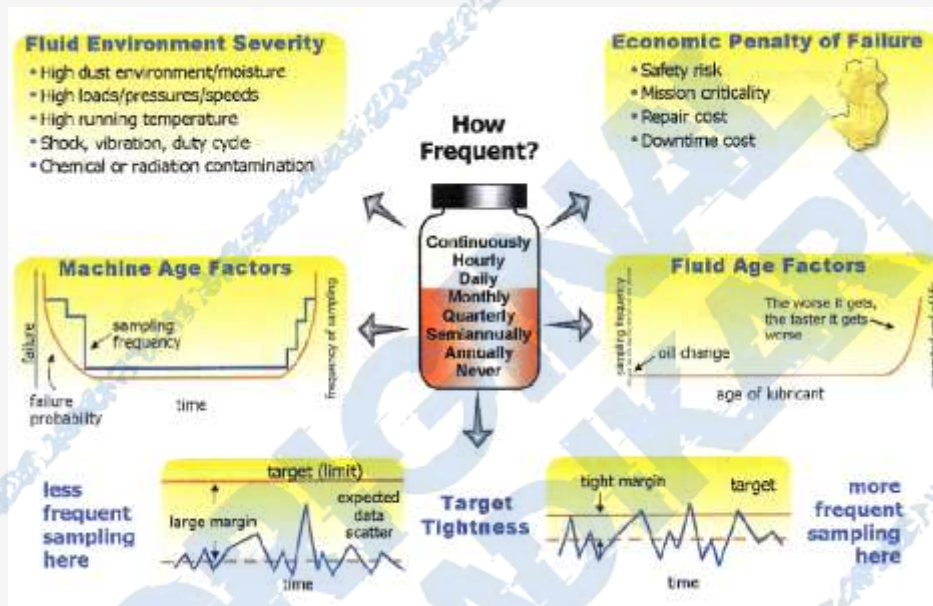 Fluid Environment Severity
• High dust environment/moisture
• High loads/pressures/speeds
• High running temperature
• Shock, vibration, duty cycle
• Chemical or radiation contamination
Economic Penalty of Failure
• Safety risk
• Mission criticality
• Repair cost
• Downtime cost
How
Frequent?
Continuously
Hourly
Daily
Monthly
Quarterly
Semiannually
Annually
Never
Machine Age Factors
failure
sampling
frequency
frequency of sampling
failure
probability
time
Fluid Age Factors
sampling frequency
The worse it gets,
the faster it gets
worse
oil change
age of lubricant
less
frequent
sampling
here
target (limit)
large margin
expected
data
scatter
time
Target
Tightness
tight margin
target
time
more
frequent
sampling
here
ORIGINAL